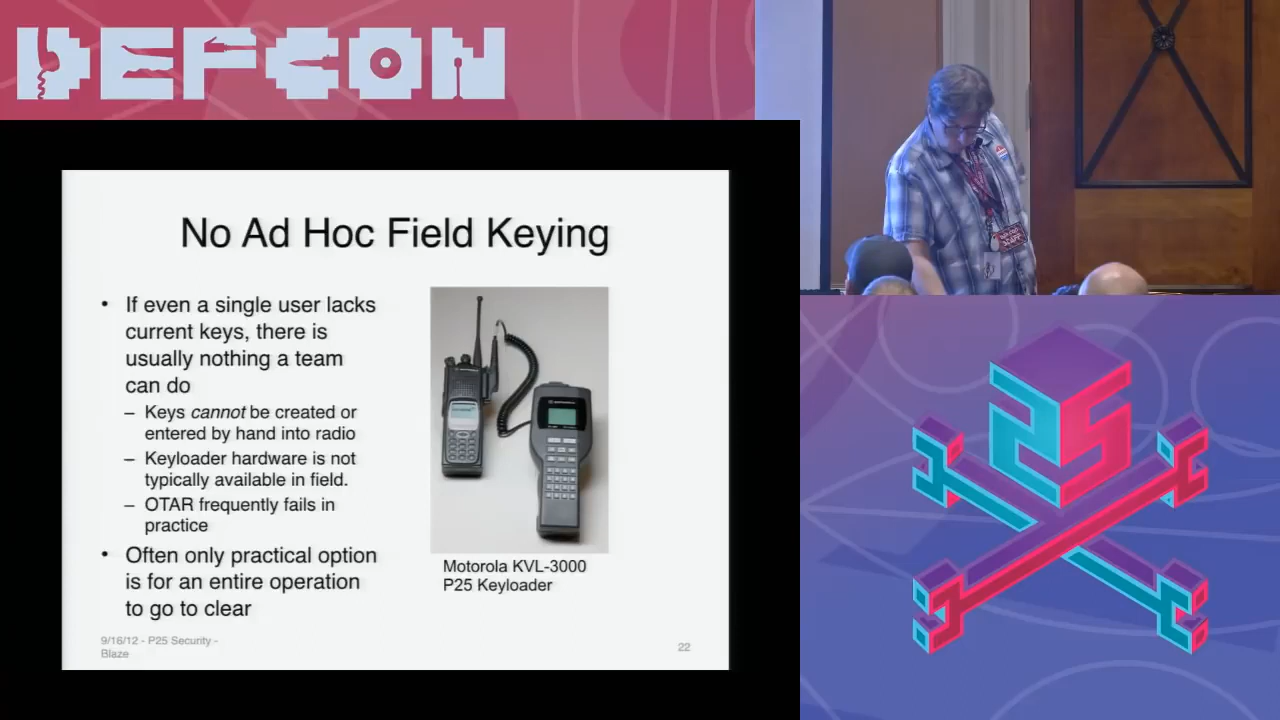 DEFCON
No Ad Hoc Field Keying
• If even a single user lacks
current keys, there is
usually nothing a team
can do
– Keys cannot be created or
entered by hand into radio
– Keyloader hardware is not
typically available in field.
– OTAR frequently fails in
practice
• Often only practical option
is for an entire operation
to go to clear
Motorola KVL-3000
P25 Keyloader
9/16/12 - P25 Security -
Blaze
22
25